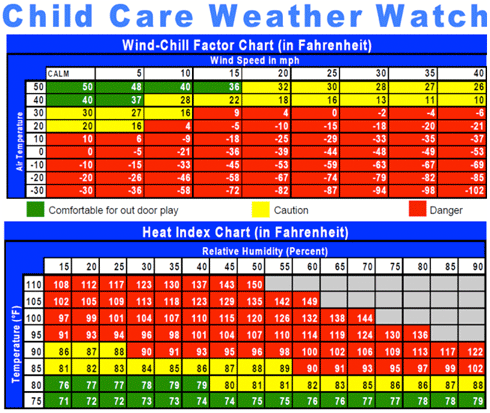 Child Care Weather Watch
Wind-Chill Factor Chart (in Fahrenheit)
Wind Speed in mph
CALM 5 10 15 20 25 30 35 40
Air Temperature
50 50 48 40 36 32 30 28 27 26
40 40 37 28 22 18 16 13 11 10
30 30 27 16 9 4 0 -2 -4 -6
20 20 16 4 -5 -10 -15 -18 -20 -21
10 10 6 -9 -18 -25 -29 -33 -35 -37
0 0 -5 -21 -36 -39 -44 -48 -49 -53
-10 -10 -15 -33 -45 -53 -59 -63 -67 -69
-20 -20 -26 -46 -58 -67 -74 -79 -82 -85
-30 -30 -36 -58 -72 -82 -87 -94 -98 -102
Comfortable for out door play Caution Danger
Heat Index Chart (in Fahrenheit)
Relative Humidity (Percent)
15 20 25 30 35 40 45 50 55 60 65 70 75 80 85 90
Temperature (°F)
110 108 112 117 123 130 137 143 150
105 102 105 109 113 118 123 129 135 142 149
100 97 99 101 104 107 110 115 120 126 132 138 144
95 91 93 94 96 98 101 104 107 110 114 119 124 130 136
90 86 87 88 90 91 93 95 96 98 100 102 106 109 113 117 122
85 81 82 83 84 85 86 87 88 89 90 91 93 95 97 99 102
80 76 77 77 78 79 79 80 81 81 81 82 83 86 86 87 88
75 71 72 72 73 73 74 74 75 75 76 76 77 77 78 79